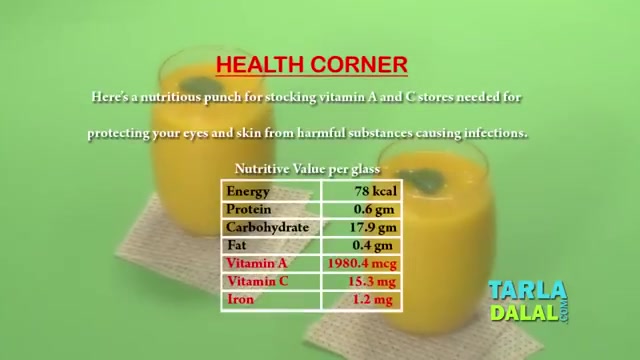 HEALTH CORNER
Here's a nutritious punch for stocking vitamin A and C stores needed for
protecting your eyes and skin from harmful substances causing infections.
Nutritive Value per glass
Energy 78 kcal
Protein 0.6 gm
Carbohydrate 17.9 gm
Fat 0.4 gm
Vitamin A 1980.4 mcg
Vitamin C 15.3 mg
Iron 1.2 mg
TARLA
DALAL.COM